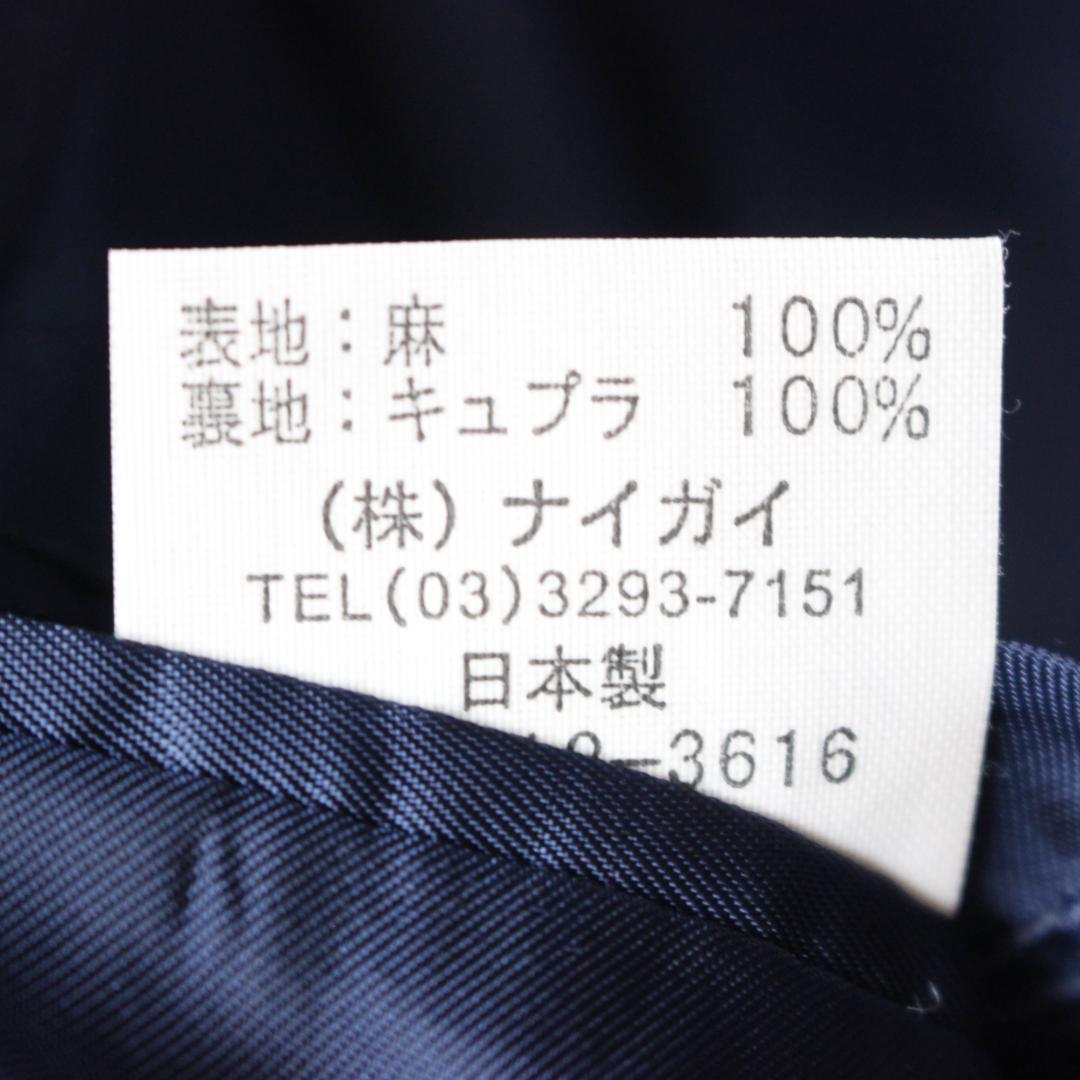 表地：麻 100%
裏地：キュプラ 100%
(株) ナイガイ
TEL(03)3293-7151
日本製
-3616